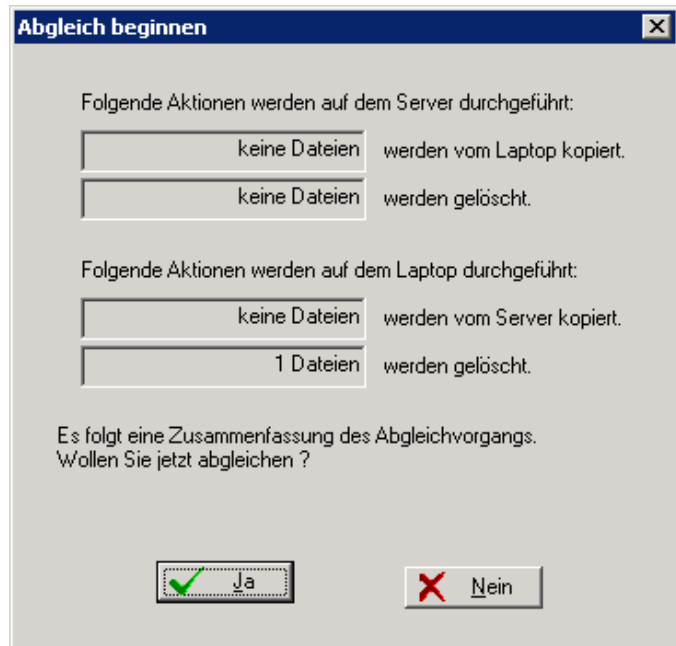 Abgleich beginnen
Folgende Aktionen werden auf dem Server durchgeführt:
keine Dateien werden vom Laptop kopiert.
keine Dateien werden gelöscht.
Folgende Aktionen werden auf dem Laptop durchgeführt:
keine Dateien werden vom Server kopiert.
1 Dateien werden gelöscht.
Es folgt eine Zusammenfassung des Abgleichvorgangs.
Wollen Sie jetzt abgleichen ?
Ja Nein